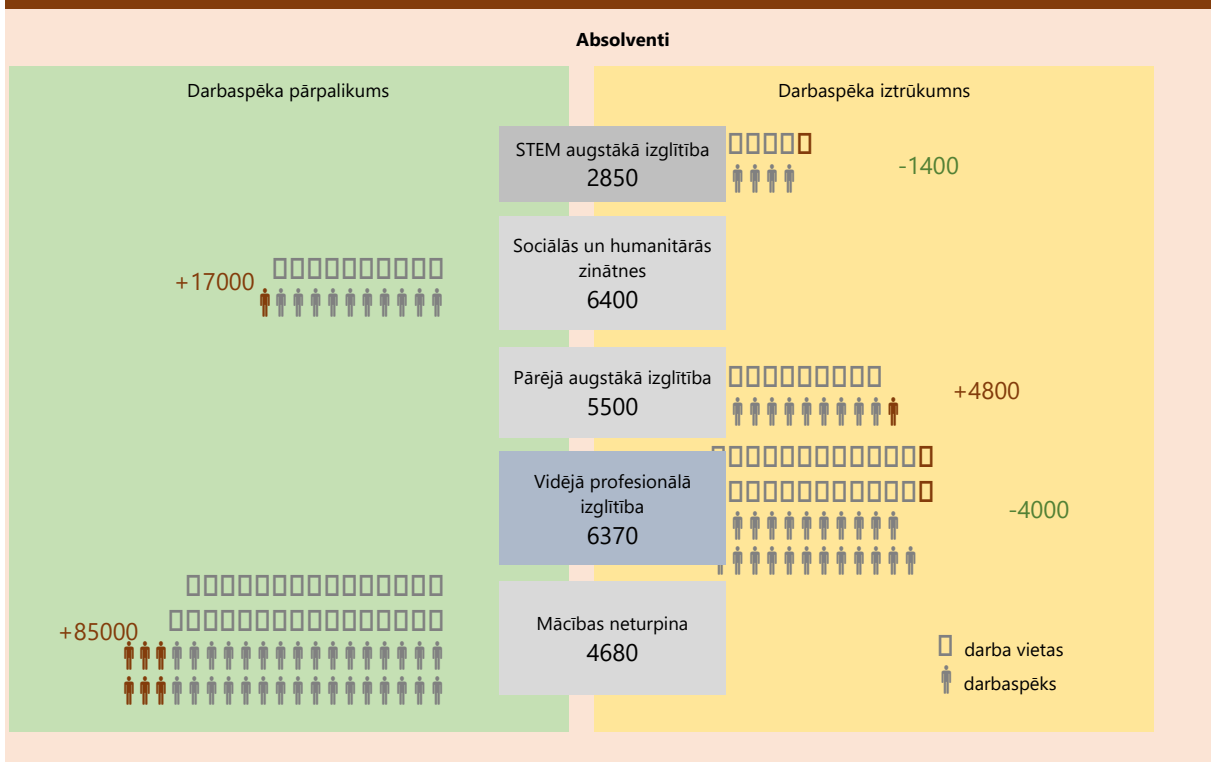 Absolventi
Darbaspēka pārpalikums
Darbaspēka iztrūkumns
STEM augstākā izglītība
2850
-1400
Sociālās un humanitārās
zinātnes
6400
+17000
Pārējā augstākā izglītība
5500
+4800
Vidējā profesionālā
izglītība
6370
-4000
Mācības neturpina
4680
+85000
darba vietas
darbaspēks